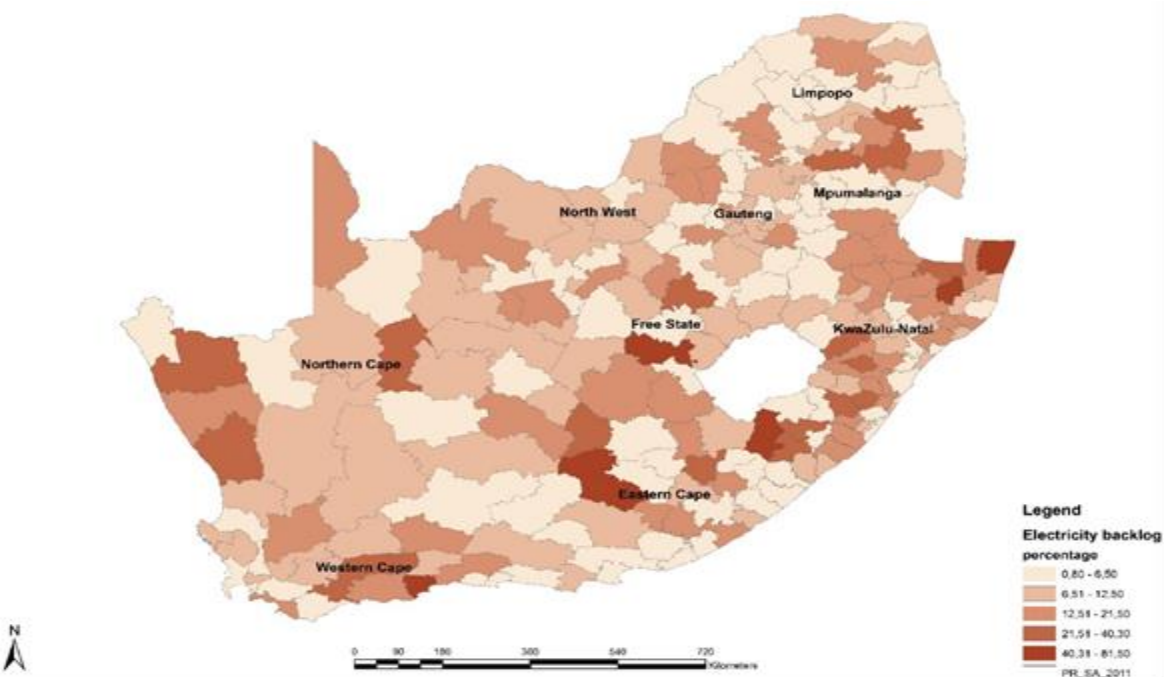 Limpopo
Mpumalanga
North West
Gauteng
Free State
KwaZulu-Natal
Northern Cape
Eastern Cape
Western Cape
Legend
Electricity backlog
percentage
0,80 - 6,50
6,51 - 12,50
12,51 - 21,50
21,51 - 40,30
40,31 - 81,50
PR_SA_2011
N
0 90 180 360 540 720
Kilometers